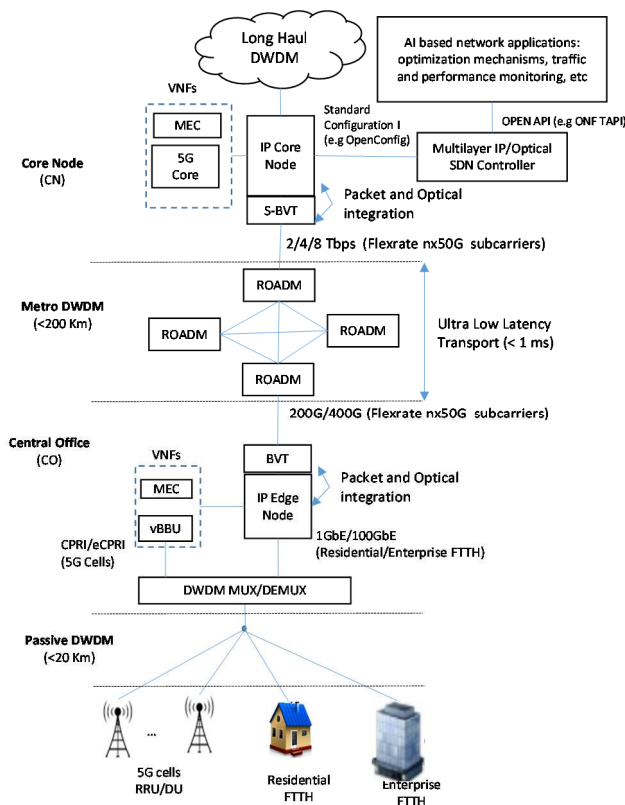 Long Haul
DWDM
AI based network applications:
optimization mechanisms, traffic
and performance monitoring, etc
VNFs
MEC
5G
Core
IP Core
Node
S-BVT
Standard
Configuration I
(e.g OpenConfig)
OPEN API (e.g ONF TAPI)
Multilayer IP/Optical
SDN Controller
Core Node
(CN)
Packet and Optical
integration
2/4/8 Tbps (Flexrate nx50G subcarriers)
Metro DWDM
(<200 Km)
ROADM
ROADM
ROADM
ROADM
Ultra Low Latency
Transport (< 1 ms)
200G/400G (Flexrate nx50G subcarriers)
Central Office
(CO)
VNFs
MEC
vBBU
BVT
IP Edge
Node
Packet and Optical
integration
CPRI/eCPRI
(5G Cells)
1GbE/100GbE
(Residential/Enterprise FTTH)
DWDM MUX/DEMUX
Passive DWDM
(<20 Km)
...
5G cells
RRU/DU
Residential
FTTH
Enterprise
FTTH